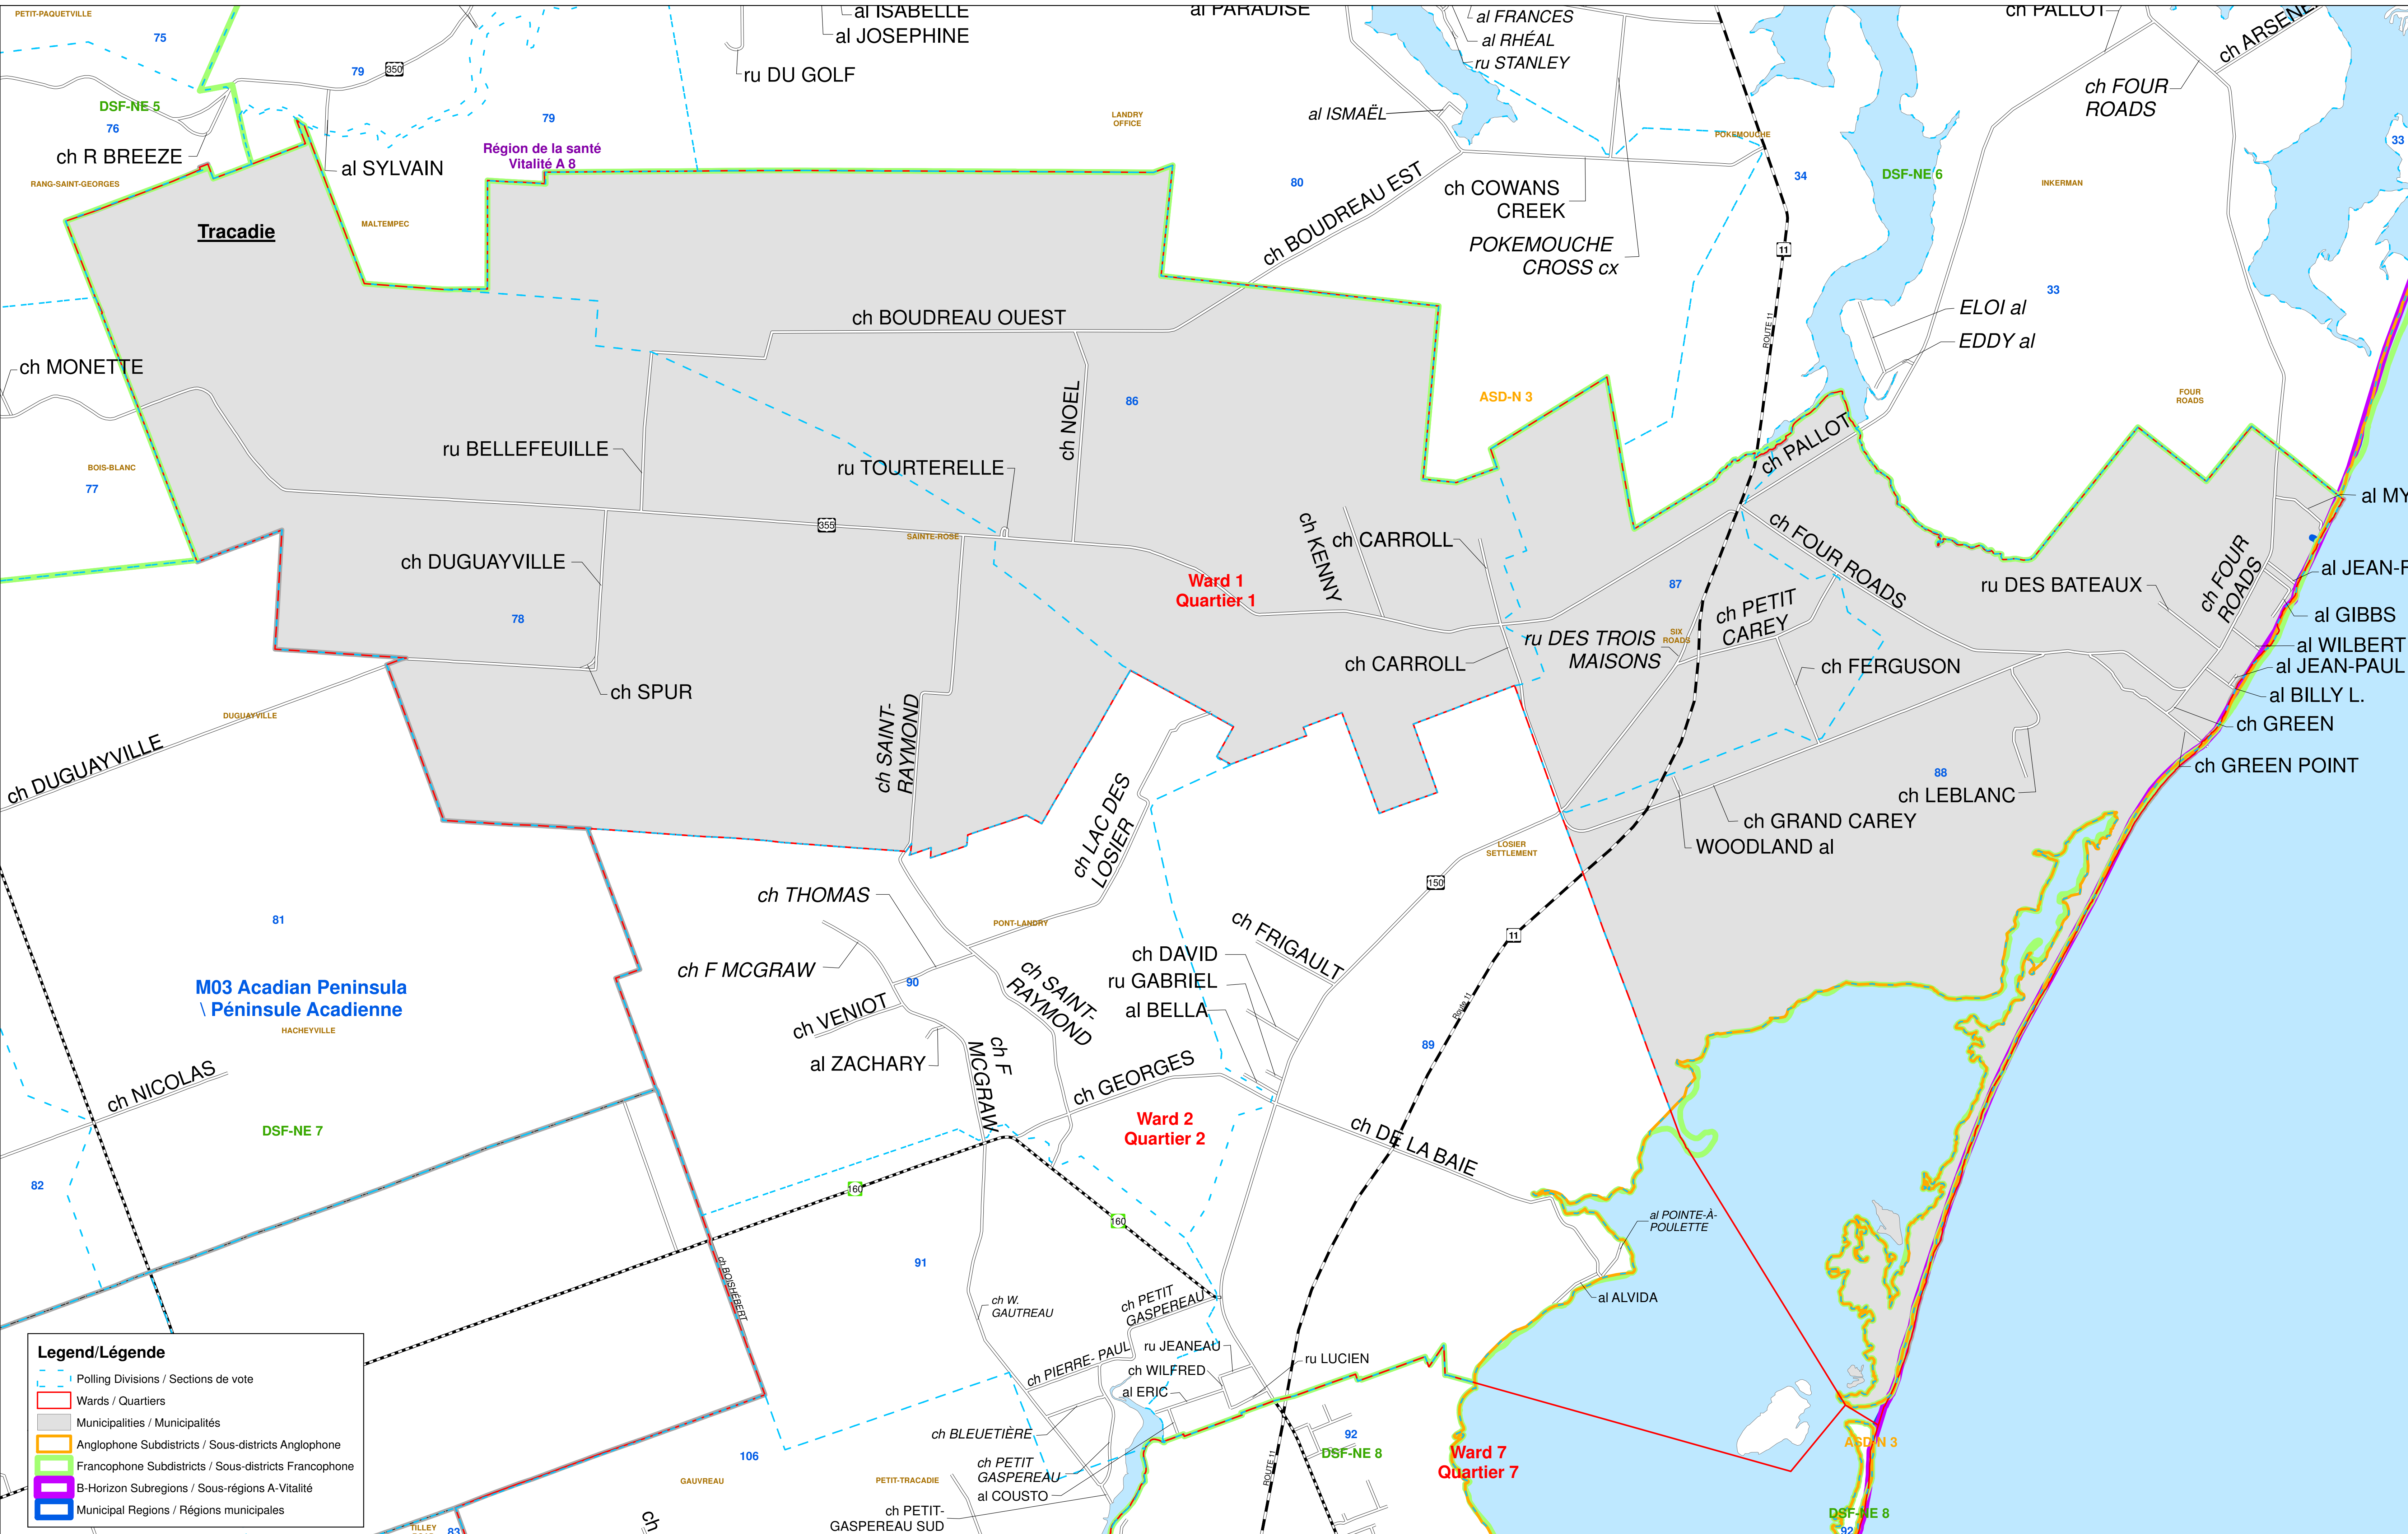 PETIT-PAQUETVILLE
75
79
350
al ISABELLE
al JOSEPHINE
ru DU GOLF
al PARADISE
al FRANCES
al RHÉAL
ru STANLEY
ch PALLOT
ch FOUR
ROADS
DSF-NE 5
76
ch R BREEZE
al SYLVAIN
79
Région de la santé
Vitalité A 8
LANDRY
OFFICE
al ISMAËL
POKEMOUCHE
33
RANG-SAINT-GEORGES
MALTEMPEC
Tracadie
80
ch BOUDREAU EST
ch COWANS
CREEK
POKEMOUCHE
CROSS cx
34
DSF-NE 6
INKERMAN
11
33
ROUTE 11
ELOI al
EDDY al
ch BOUDREAU OUEST
ch MONETTE
ch NOEL
86
ASD-N 3
FOUR
ROADS
ch PALLOT
BOIS-BLANC
77
ru BELLEFEUILLE
ru TOURTERELLE
355
SAINTE-ROSE
ch DUGUAYVILLE
78
Ward 1
Quartier 1
ch KENNY
ch CARROLL
ch CARROLL
87
ch FOUR ROADS
ch PETIT
CAREY
SIX
ROADS
ru DES TROIS
MAISONS
ch FERGUSON
ru DES BATEAUX
ch FOUR
ROADS
al GIBBS
al WILBERT
al JEAN-PAUL
al BILLY L.
ch GREEN
ch GREEN POINT
ch SPUR
DUGUAYVILLE
ch DUGUAYVILLE
ch SAINT-
RAYMOND
ch LAC DES
LOSIER
88
ch LEBLANC
ch GRAND CAREY
WOODLAND al
LOSIER
SETTLEMENT
150
81
ch THOMAS
PONT-LANDRY
ch FRIGAULT
11
Route 11
M03 Acadian Peninsula
\ Péninsule Acadienne
HACHEYVILLE
ch F MCGRAW
90
ch SAINT-
RAYMOND
ch DAVID
ru GABRIEL
al BELLA
ch VENIOT
al ZACHARY
ch F
MCGRAW
89
ch NICOLAS
DSF-NE 7
ch GEORGES
Ward 2
Quartier 2
ch DE LA BAIE
82
160
160
al POINTE-À-
POULETTE
91
ch BOISHÉBERT
al ALVIDA
ch W.
GAUTREAU
ch PETIT
GASPEREAU
ch PIERRE- PAUL
ru JEANEAU
ch WILFRED
ru LUCIEN
al ERIC
ch BLEUETIÈRE
92
DSF-NE 8
Ward 7
Quartier 7
ASD-N 3
106
GAUVREAU
PETIT-TRACADIE
ch PETIT
GASPEREAU
al COUSTO
ROUTE 11
ch PETIT-
GASPEREAU SUD
ch
DSF-NE 8
92
TILLEY
83
Legend/Légende
Polling Divisions / Sections de vote
Wards / Quartiers
Municipalities / Municipalités
Anglophone Subdistricts / Sous-districts Anglophone
Francophone Subdistricts / Sous-districts Francophone
B-Horizon Subregions / Sous-régions A-Vitalité
Municipal Regions / Régions municipales